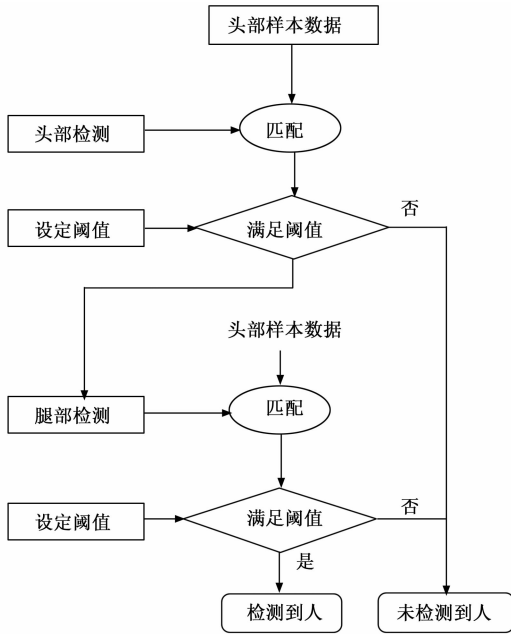 头部样本数据
头部检测
匹配
设定阈值
满足阈值
否
头部样本数据
腿部检测
匹配
设定阈值
满足阈值
否
是
检测到人
未检测到人